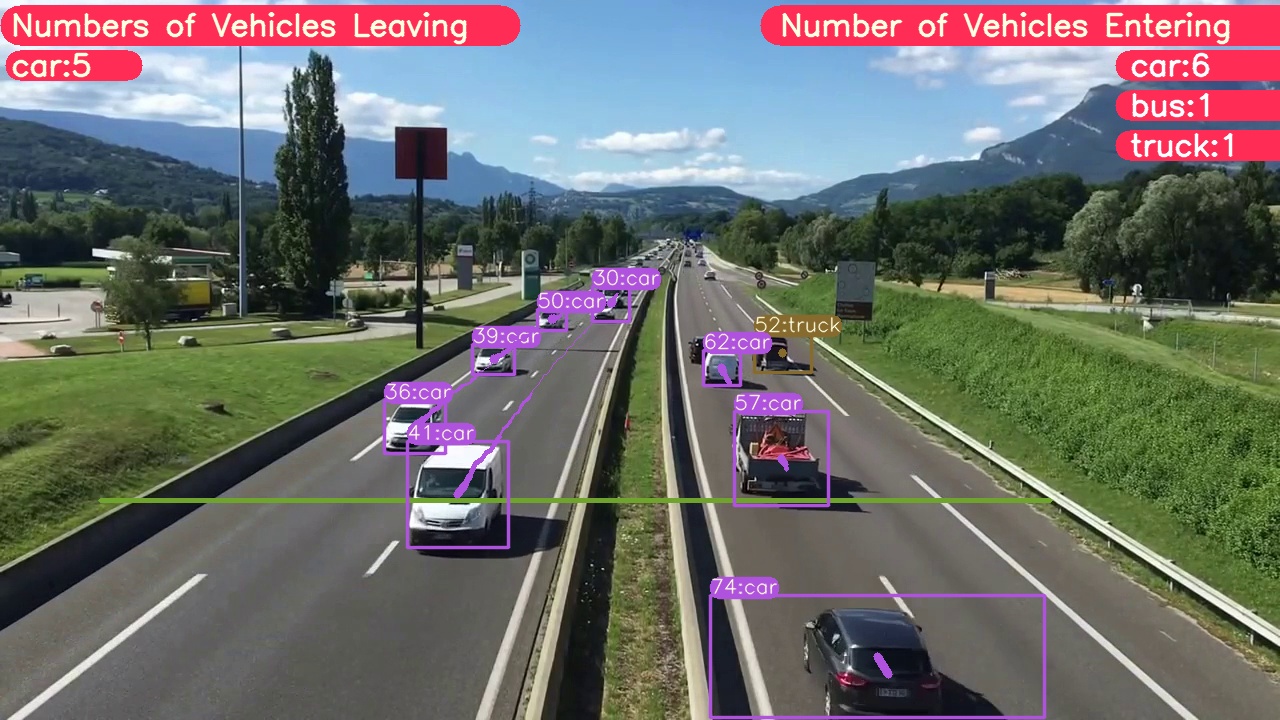 Numbers of Vehicles Leaving
Number of Vehicles Entering
car:5
car:6
bus:1
truck:1
30:car
50:car
39:car
52:truck
62:car
36:car
57:car
41:car
74:car